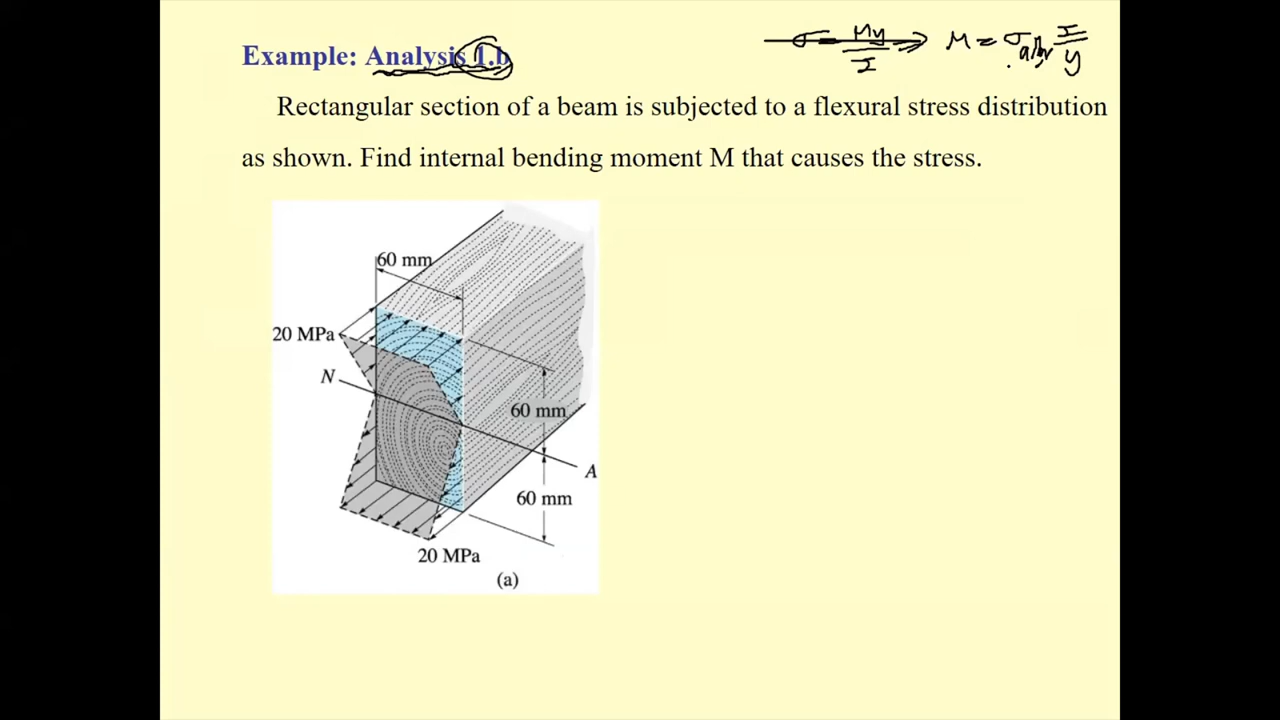 Example: Analysis 1.b
σ = My/I M = σallow I/y
Rectangular section of a beam is subjected to a flexural stress distribution
as shown. Find internal bending moment M that causes the stress.
60 mm
20 MPa
N
60 mm
A
60 mm
20 MPa
(a)